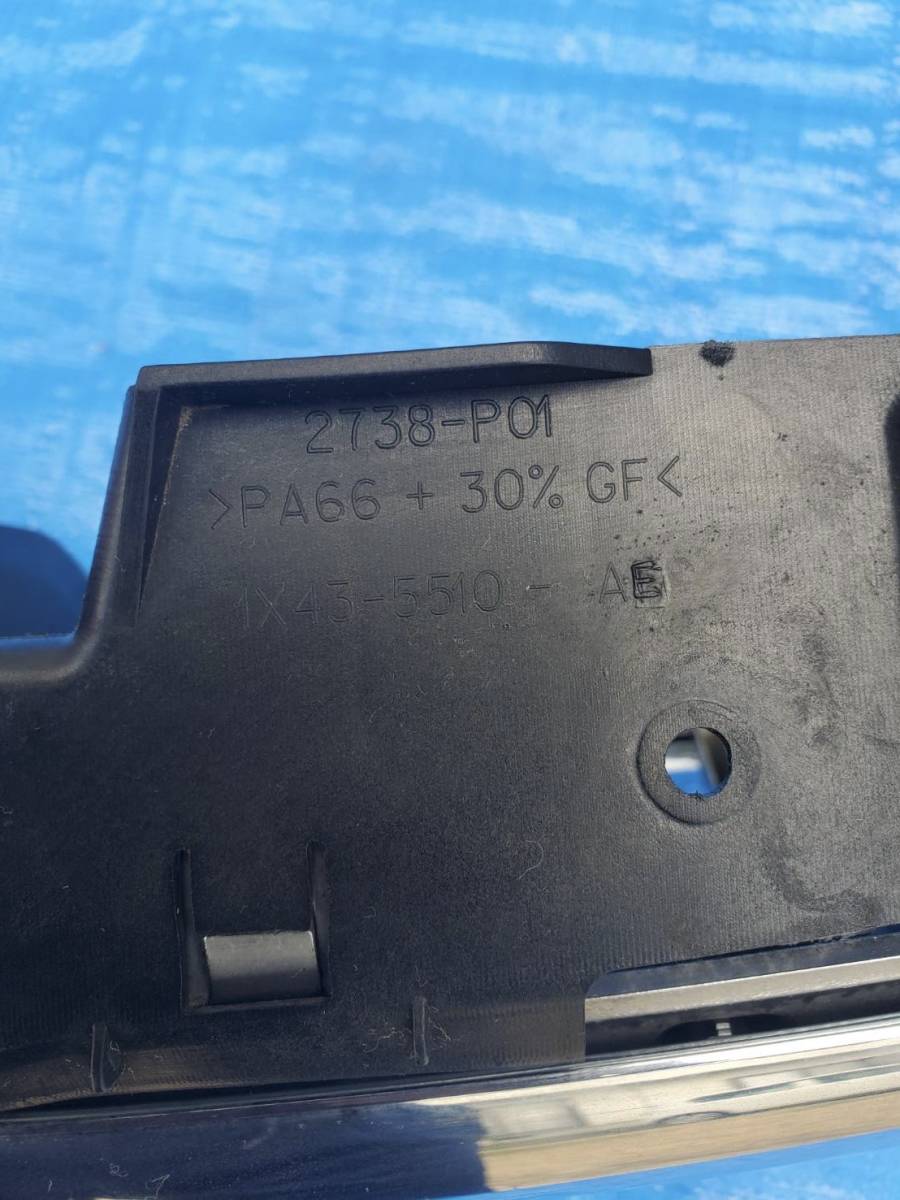 2738-P01
>PA66 + 30% GF<
1X43-5510 - AE